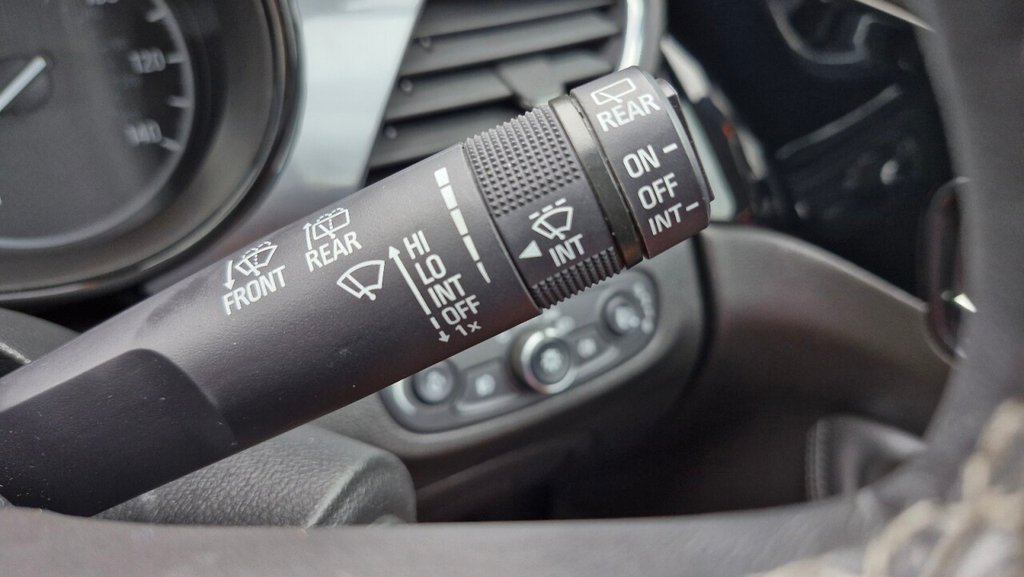 120
140
FRONT
REAR
HI
LO
INT
OFF
1x
INT
REAR
ON
OFF
INT